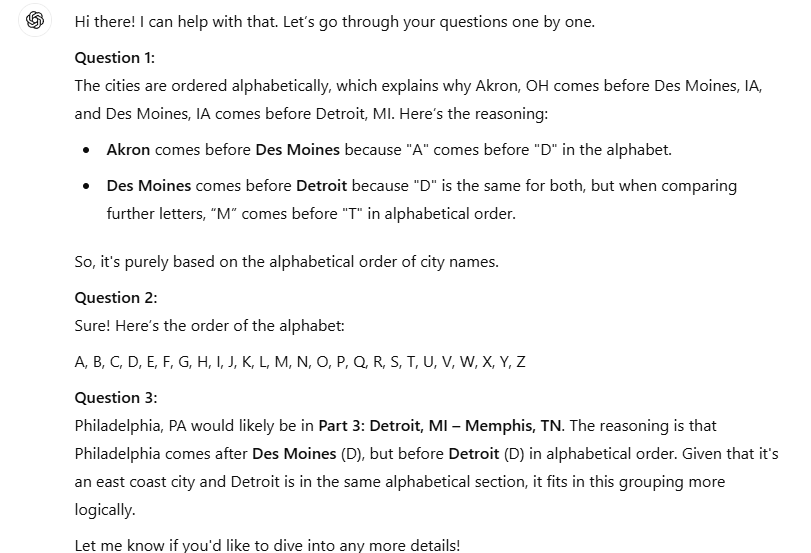 Hi there! I can help with that. Let's go through your questions one by one.
Question 1:
The cities are ordered alphabetically, which explains why Akron, OH comes before Des Moines, IA,
and Des Moines, IA comes before Detroit, MI. Here's the reasoning:
• Akron comes before Des Moines because "A" comes before "D" in the alphabet.
• Des Moines comes before Detroit because "D" is the same for both, but when comparing
further letters, "M" comes before "T" in alphabetical order.
So, it's purely based on the alphabetical order of city names.
Question 2:
Sure! Here's the order of the alphabet:
A, B, C, D, E, F, G, H, I, J, K, L, M, N, O, P, Q, R, S, T, U, V, W, X, Y, Z
Question 3:
Philadelphia, PA would likely be in Part 3: Detroit, MI – Memphis, TN. The reasoning is that
Philadelphia comes after Des Moines (D), but before Detroit (D) in alphabetical order. Given that it's
an east coast city and Detroit is in the same alphabetical section, it fits in this grouping more
logically.
Let me know if you'd like to dive into any more details!